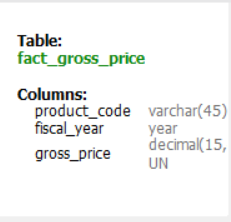 Table:
fact_gross_price
Columns:
product_code varchar(45)
fiscal_year year
gross_price decimal(15,
UN